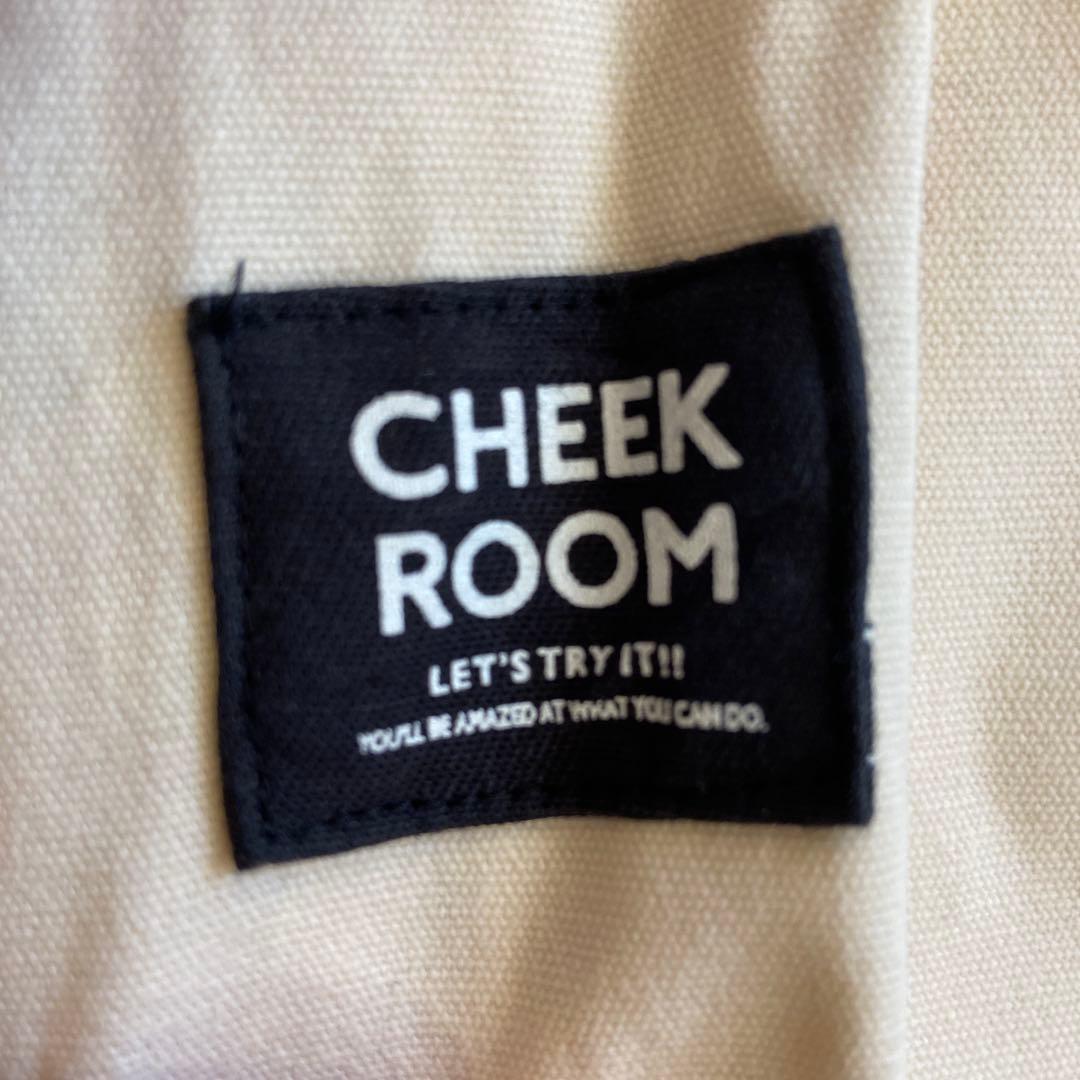 CHEEK
ROOM
LET'S TRY IT!!
YOU'LL BE AMAZED AT WHAT YOU CAN DO.